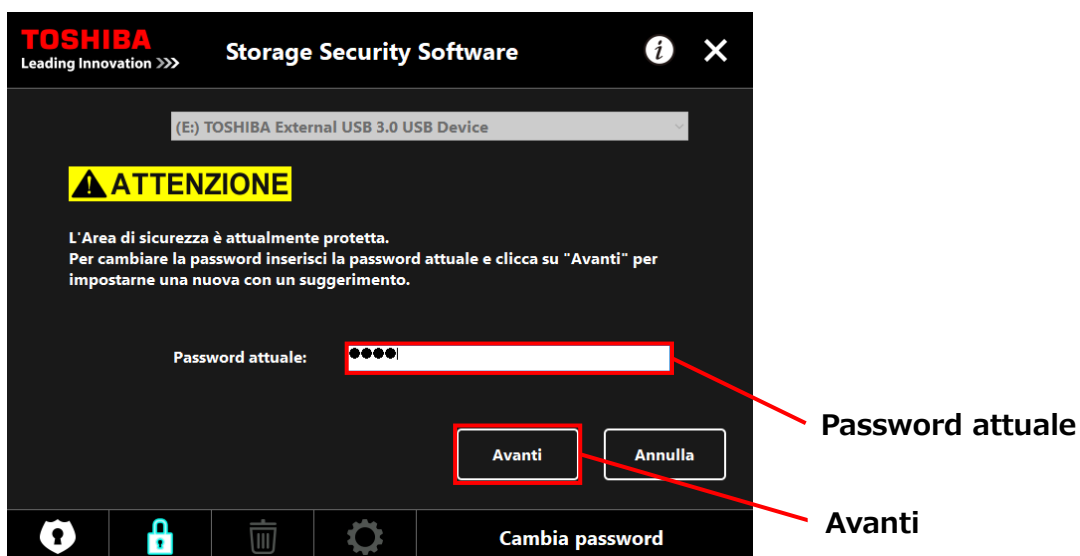 TOSHIBA
Leading Innovation >>>
Storage Security Software
(E:) TOSHIBA External USB 3.0 USB Device
ATTENZIONE
L'Area di sicurezza è attualmente protetta.
Per cambiare la password inserisci la password attuale e clicca su "Avanti" per
impostarne una nuova con un suggerimento.
Password attuale:
Password attuale
Avanti
Annulla
Avanti
Cambia password